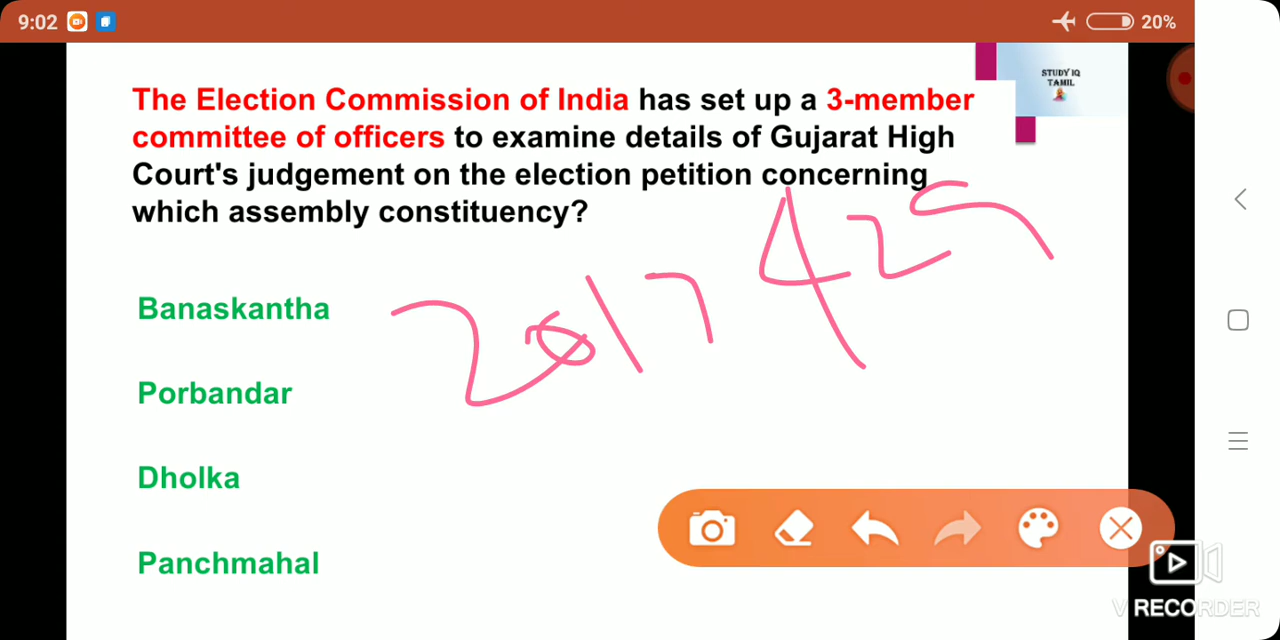 9:02
20%
STUDY IQ
TAMIL
The Election Commission of India has set up a 3-member
committee of officers to examine details of Gujarat High
Court's judgement on the election petition concerning
which assembly constituency?
2017 425
Banaskantha
Porbandar
Dholka
Panchmahal
V RECORDER